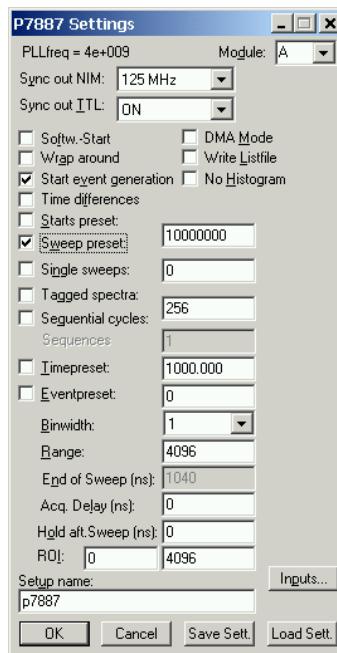 P7887 Settings
PLLfreq = 4e+009 Module: A
Sync out NIM: 125 MHz
Sync out TTL: ON
Softw.-Start DMA Mode
Wrap around Write Listfile
Start event generation No Histogram
Time differences
Starts preset:
Sweep preset: 10000000
Single sweeps: 0
Tagged spectra:
Sequential cycles: 256
Sequences 1
Timepreset: 1000.000
Eventpreset: 0
Binwidth: 1
Range: 4096
End of Sweep (ns): 1040
Acq. Delay (ns): 0
Hold aft.Sweep (ns): 0
ROI: 0 4096
Setup name: Inputs...
p7887
OK Cancel Save Sett. Load Sett.